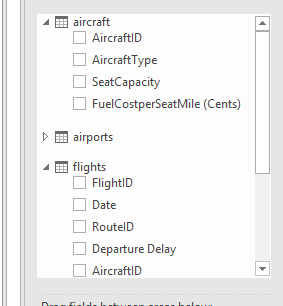 aircraft
AircraftID
AircraftType
SeatCapacity
FuelCostperSeatMile (Cents)
airports
flights
FlightID
Date
RouteID
Departure Delay
AircraftID
Drag fields between areas below: